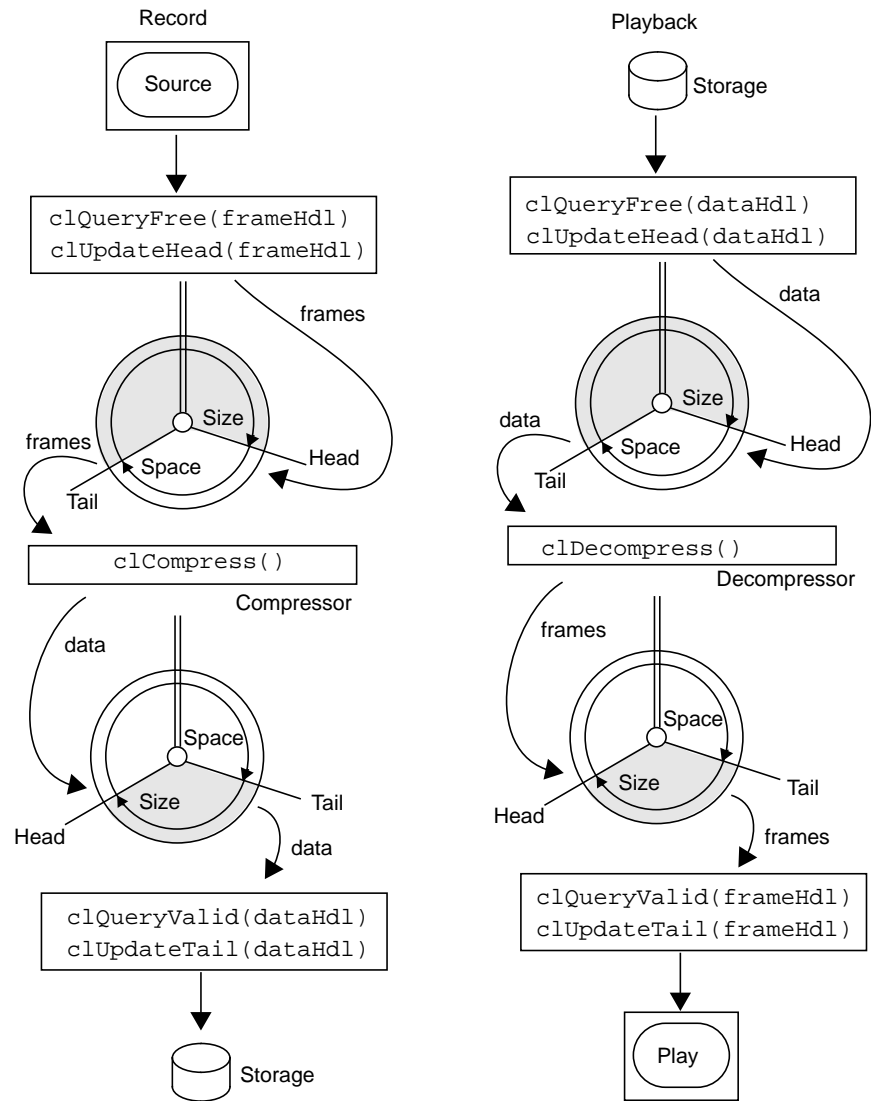 Record
Source
clQueryFree(frameHdl)
clUpdateHead(frameHdl)
frames
Size
frames
Head
Space
Tail
clCompress()
Compressor
data
Space
Size
Tail
Head
data
clQueryValid(dataHdl)
clUpdateTail(dataHdl)
Storage
Playback
Storage
clQueryFree(dataHdl)
clUpdateHead(dataHdl)
data
Size
data
Head
Space
Tail
clDecompress()
Decompressor
frames
Space
Size
Tail
Head
frames
clQueryValid(frameHdl)
clUpdateTail(frameHdl)
Play